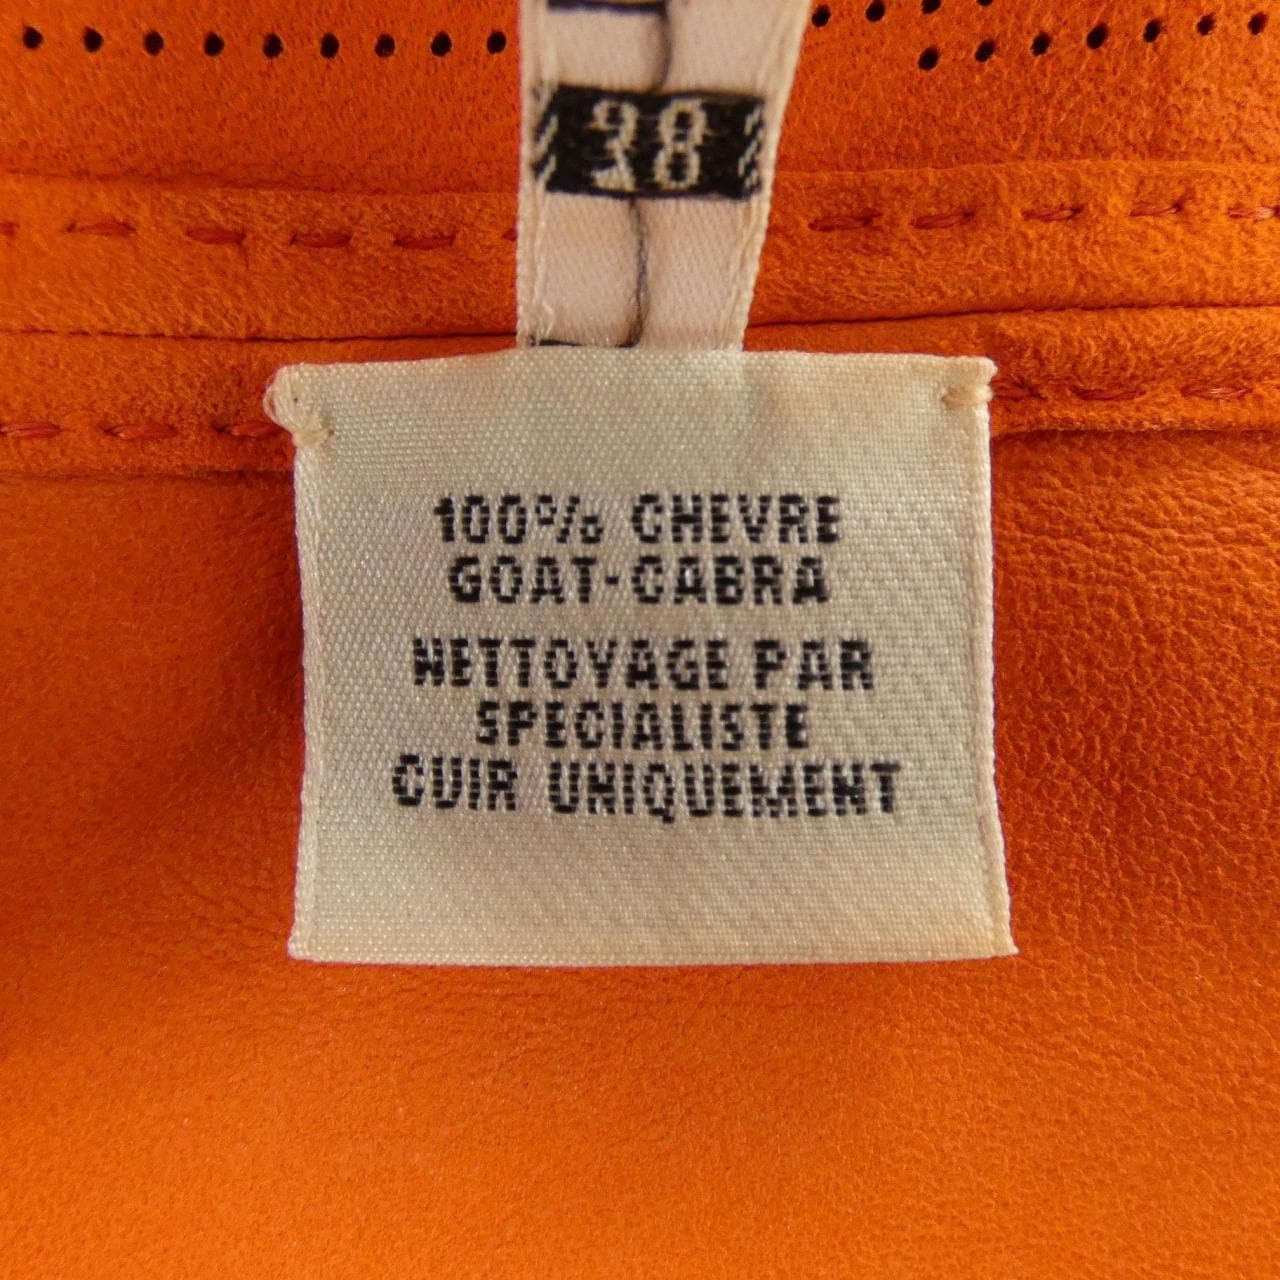 38
100% CHEVRE
GOAT-CABRA
NETTOYAGE PAR
SPECIALISTE
CUIR UNIQUEMENT